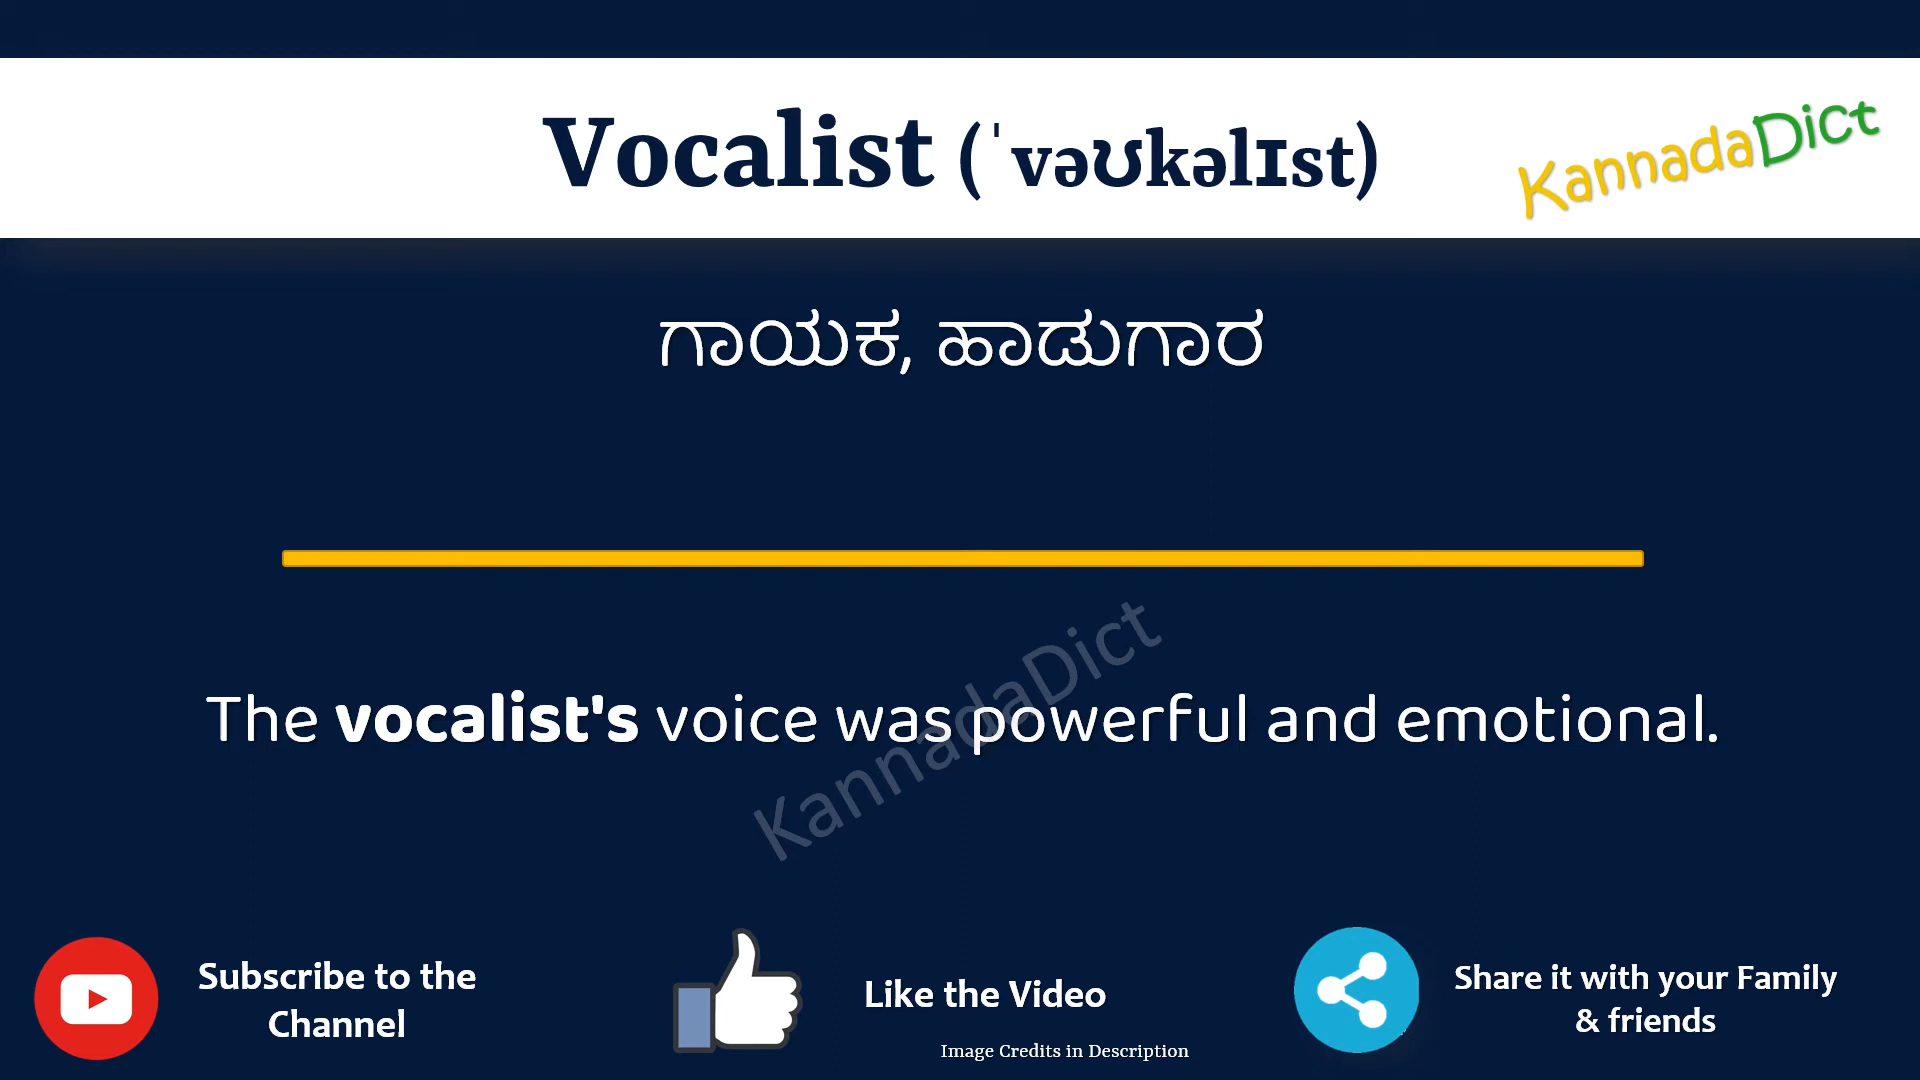 Vocalist (ˈvəʊkəlɪst)
KannadaDict
ಗಾಯಕ, ಹಾಡುಗಾರ
The vocalist's voice was powerful and emotional.
KannadaDict
Subscribe to the
Channel
Like the Video
Share it with your Family
& friends
Image Credits in Description